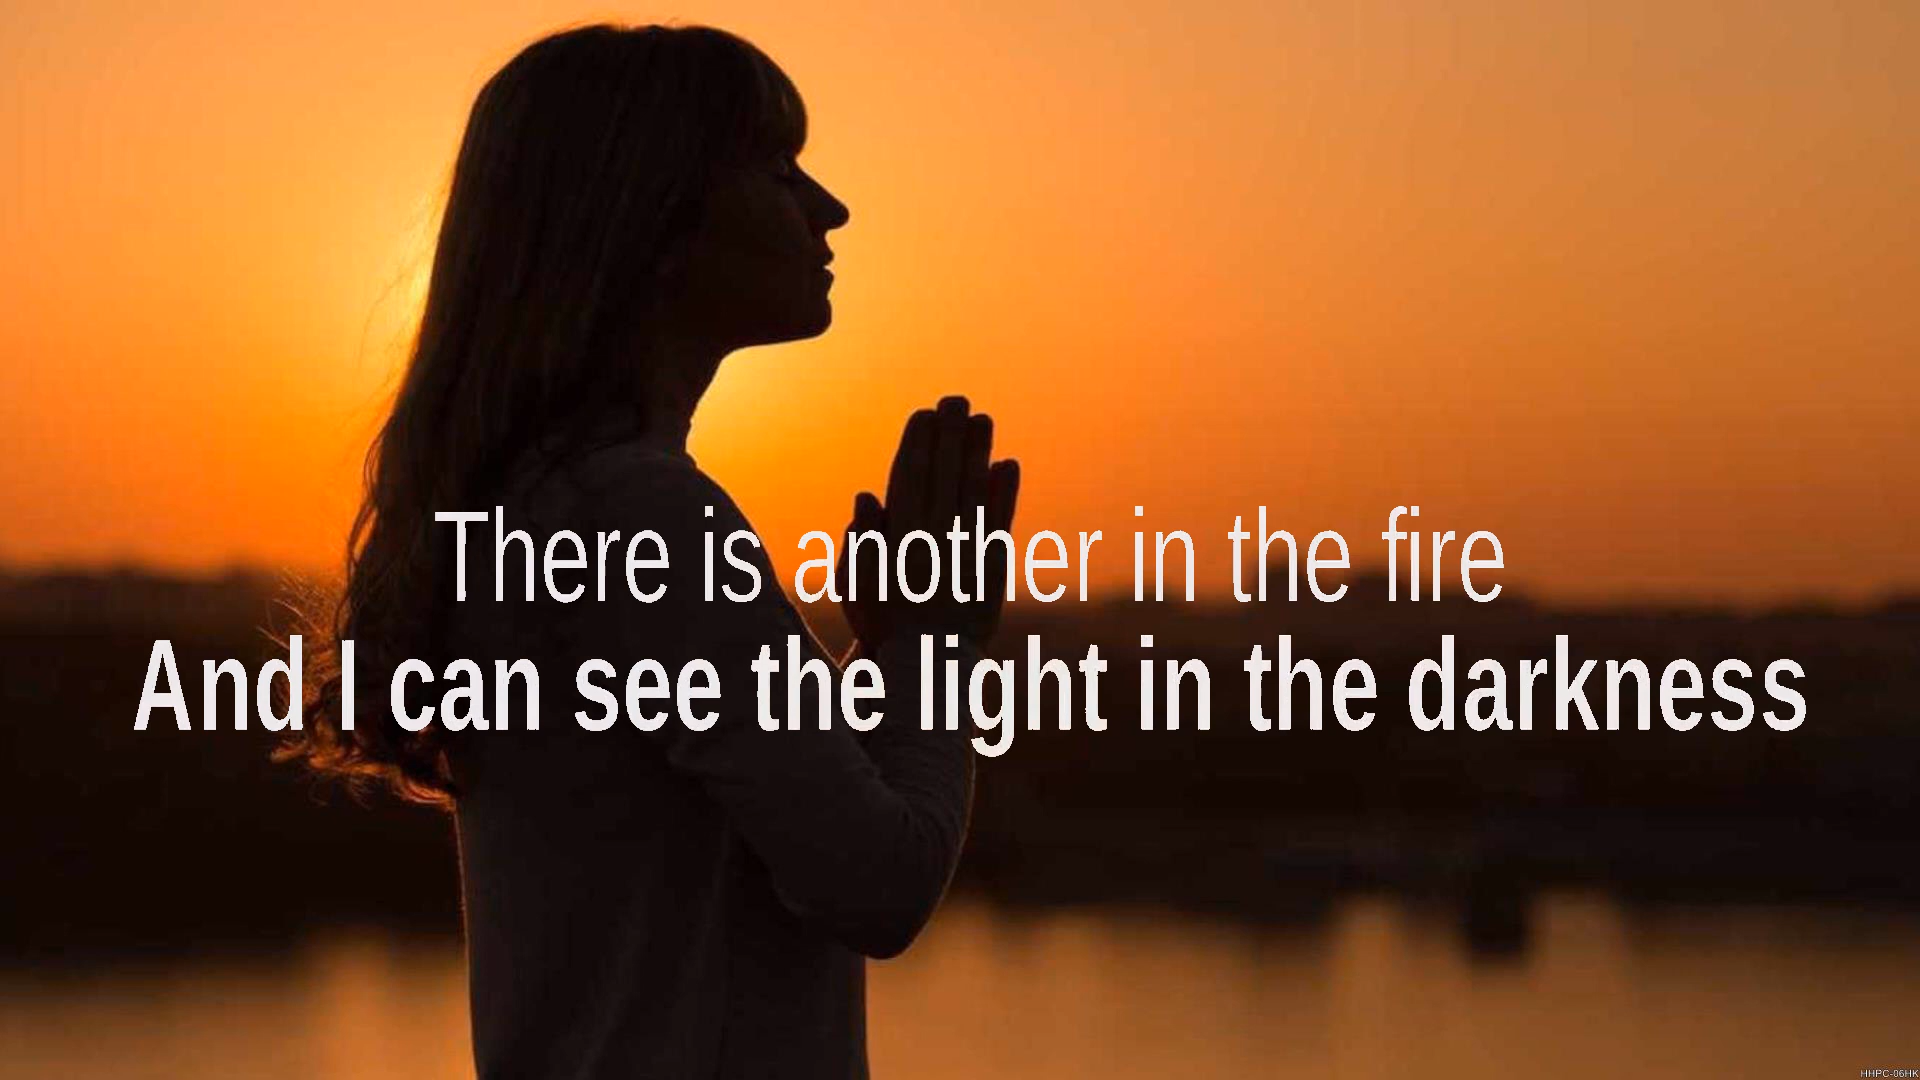 There is another in the fire
And I can see the light in the darkness
HHPC-06HK